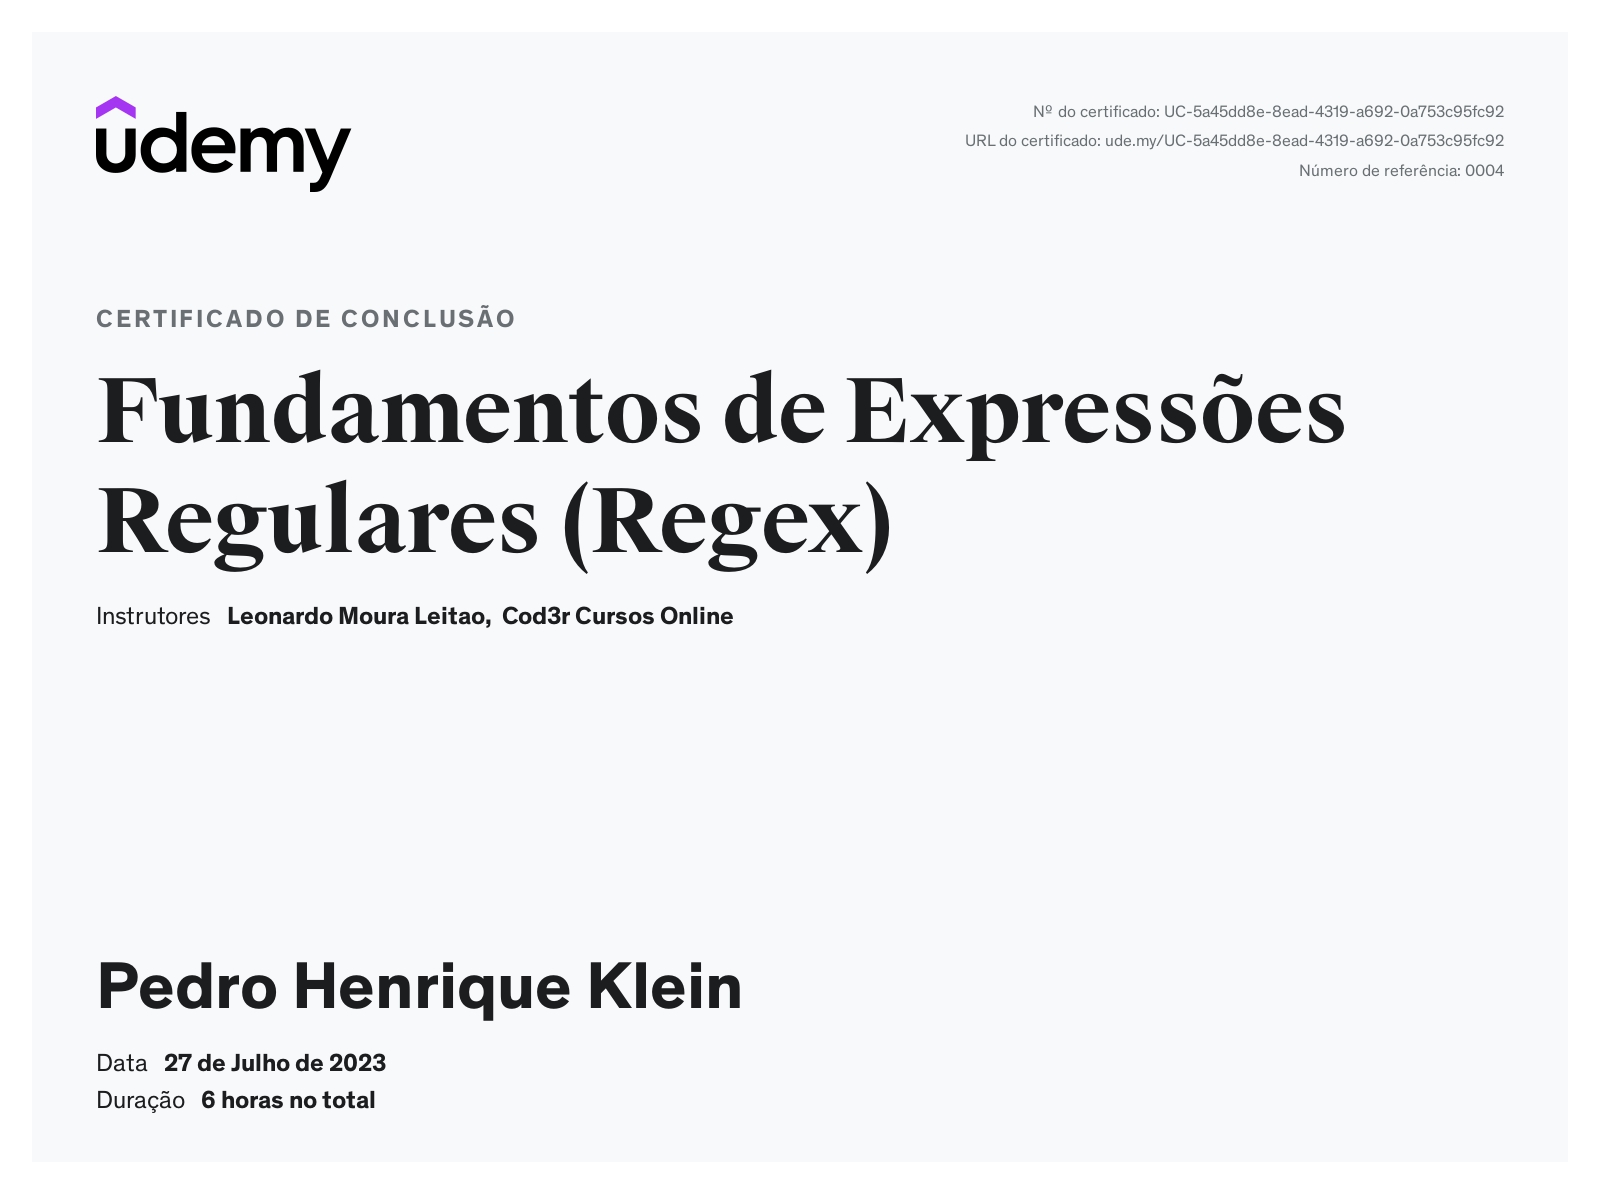 udemy
Nº do certificado: UC-5a45dd8e-8ead-4319-a692-0a753c95fc92
URL do certificado: ude.my/UC-5a45dd8e-8ead-4319-a692-0a753c95fc92
Número de referência: 0004
CERTIFICADO DE CONCLUSÃO
Fundamentos de Expressões
Regulares (Regex)
Instrutores Leonardo Moura Leitao, Cod3r Cursos Online
Pedro Henrique Klein
Data 27 de Julho de 2023
Duração 6 horas no total